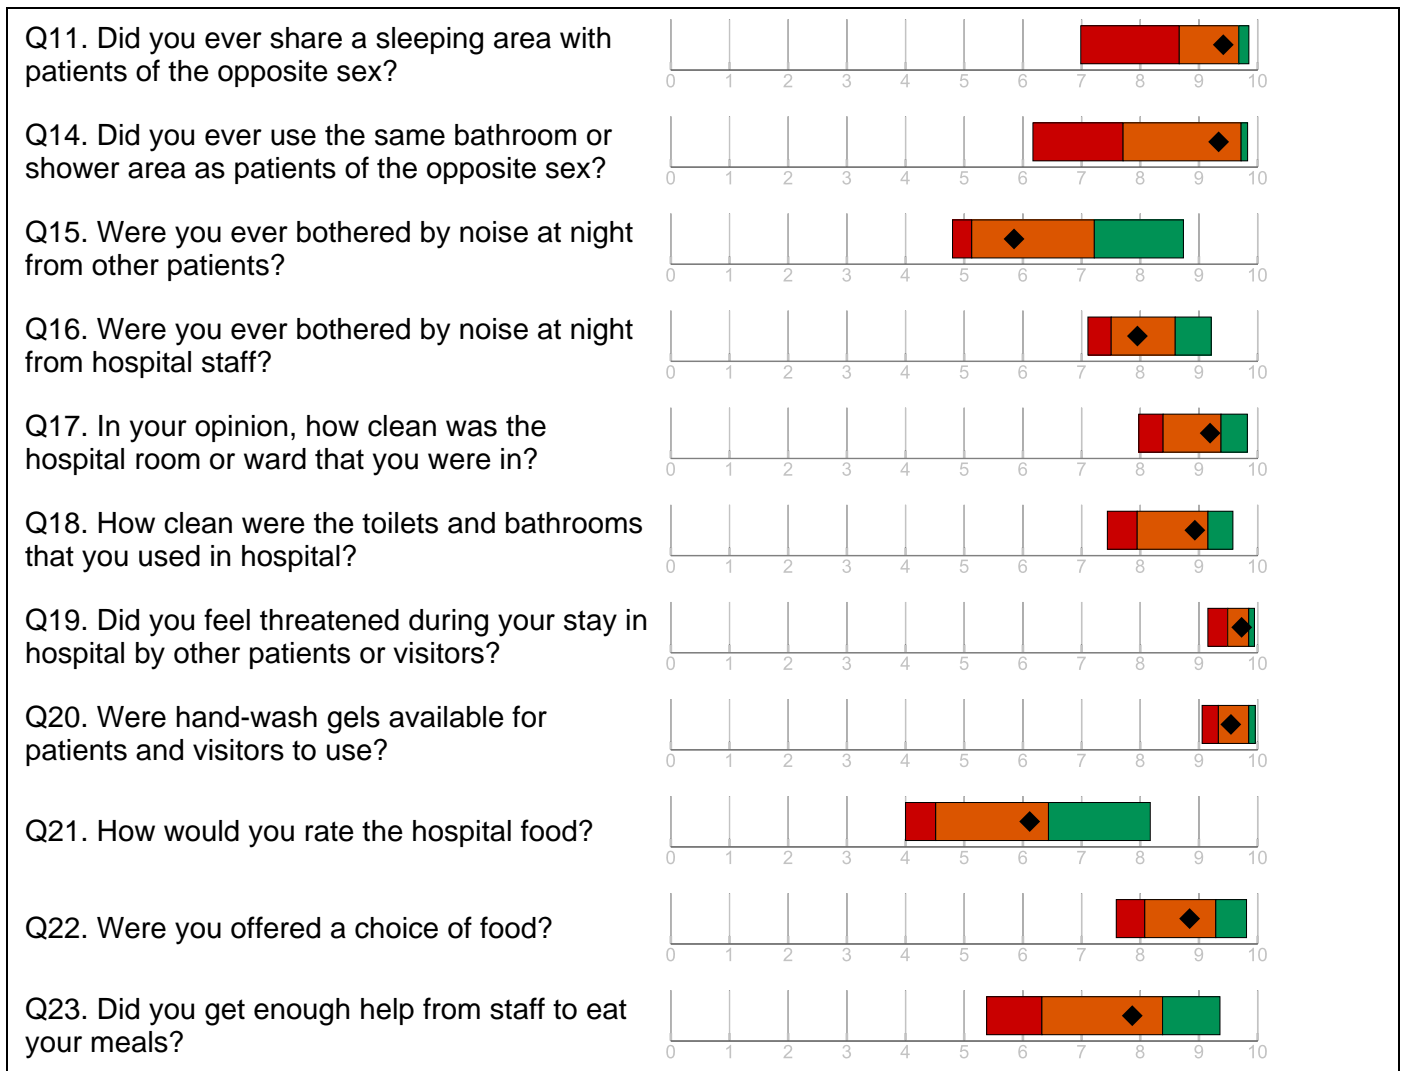 Q11. Did you ever share a sleeping area with
patients of the opposite sex?
0 1 2 3 4 5 6 7 8 9 10
Q14. Did you ever use the same bathroom or
shower area as patients of the opposite sex?
0 1 2 3 4 5 6 7 8 9 10
Q15. Were you ever bothered by noise at night
from other patients?
0 1 2 3 4 5 6 7 8 9 10
Q16. Were you ever bothered by noise at night
from hospital staff?
0 1 2 3 4 5 6 7 8 9 10
Q17. In your opinion, how clean was the
hospital room or ward that you were in?
0 1 2 3 4 5 6 7 8 9 10
Q18. How clean were the toilets and bathrooms
that you used in hospital?
0 1 2 3 4 5 6 7 8 9 10
Q19. Did you feel threatened during your stay in
hospital by other patients or visitors?
0 1 2 3 4 5 6 7 8 9 10
Q20. Were hand-wash gels available for
patients and visitors to use?
0 1 2 3 4 5 6 7 8 9 10
Q21. How would you rate the hospital food?
0 1 2 3 4 5 6 7 8 9 10
Q22. Were you offered a choice of food?
0 1 2 3 4 5 6 7 8 9 10
Q23. Did you get enough help from staff to eat
your meals?
0 1 2 3 4 5 6 7 8 9 10